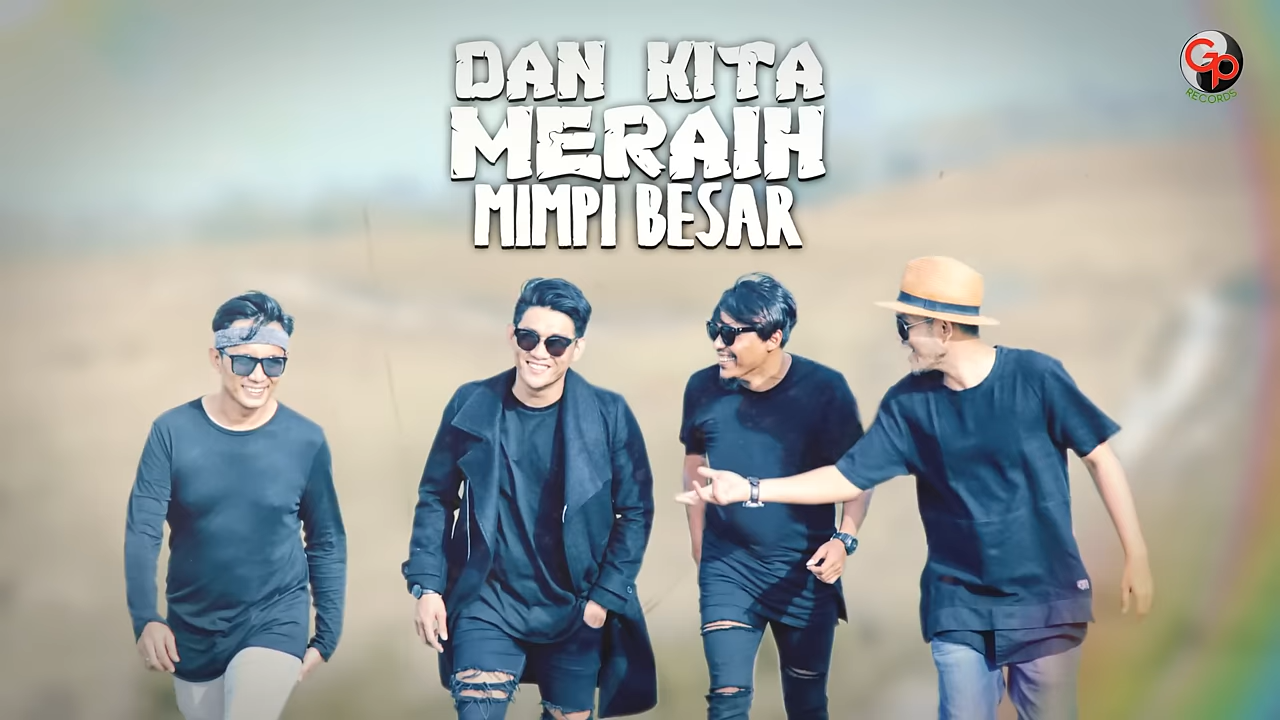 DAN KITA
MERAIH
MIMPI BESAR
GP
RECORDS